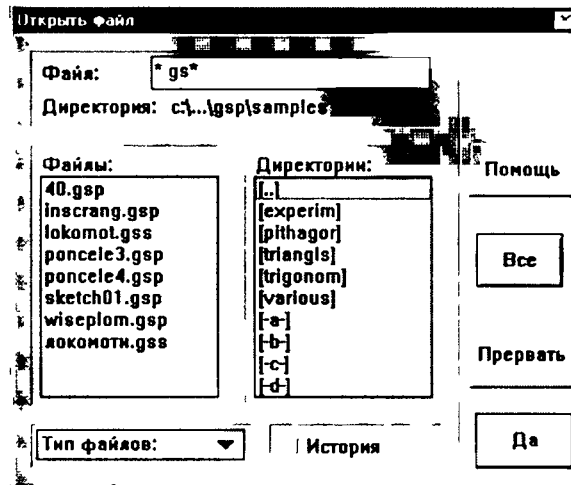 Открыть файл
Файл: * gs*
Директория: c:\...\gsp\samples
Файлы:
40.gsp
inscrang.gsp
lokomot.gss
poncele3.gsp
poncele4.gsp
sketch01.gsp
wiseplom.gsp
локомоти.gss
Директории:
[..]
[experim]
[pithagor]
[triangls]
[trigonom]
[various]
[-a-]
[-b-]
[-c-]
[-d-]
Помощь
Все
Прервать
Да
Тип файлов:
История